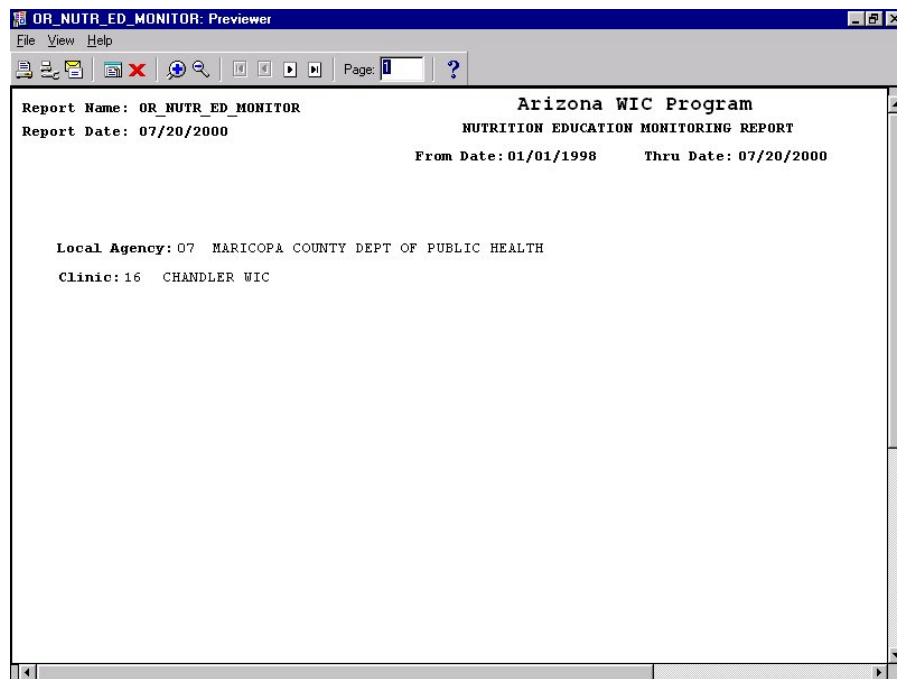 OR_NUTR_ED_MONITOR: Previewer
File View Help
Page: 1
Report Name: OR_NUTR_ED_MONITOR Arizona WIC Program
Report Date: 07/20/2000 NUTRITION EDUCATION MONITORING REPORT
From Date: 01/01/1998 Thru Date: 07/20/2000
Local Agency: 07 MARICOPA COUNTY DEPT OF PUBLIC HEALTH
Clinic: 16 CHANDLER WIC